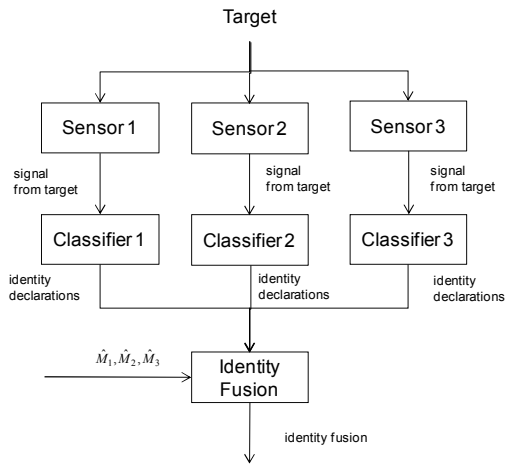 Target
Sensor 1
Sensor 2
Sensor 3
signal
from target
signal
from target
signal
from target
Classifier 1
Classifier 2
Classifier 3
identity
declarations
identity
declarations
identity
declarations
M̂₁, M̂₂, M̂₃
Identity
Fusion
identity fusion